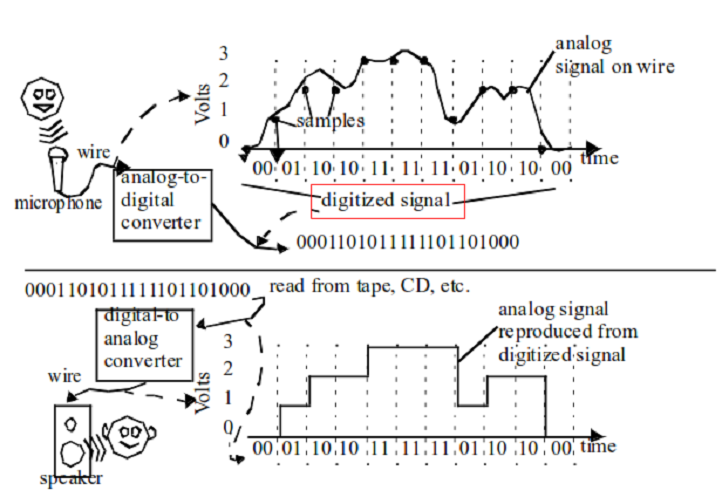 analog
signal on wire
3
2
1
0
Volts
samples
wire
time
00 01 10 10 11 11 11 01 10 10 00
microphone
analog-to-
digital
converter
digitized signal
0001101011111101101000
0001101011111101101000
read from tape, CD, etc.
digital-to
analog
converter
analog signal
reproduced from
digitized signal
3
2
1
0
Volts
wire
00 01 10 10 11 11 11 01 10 10 00
time
speaker